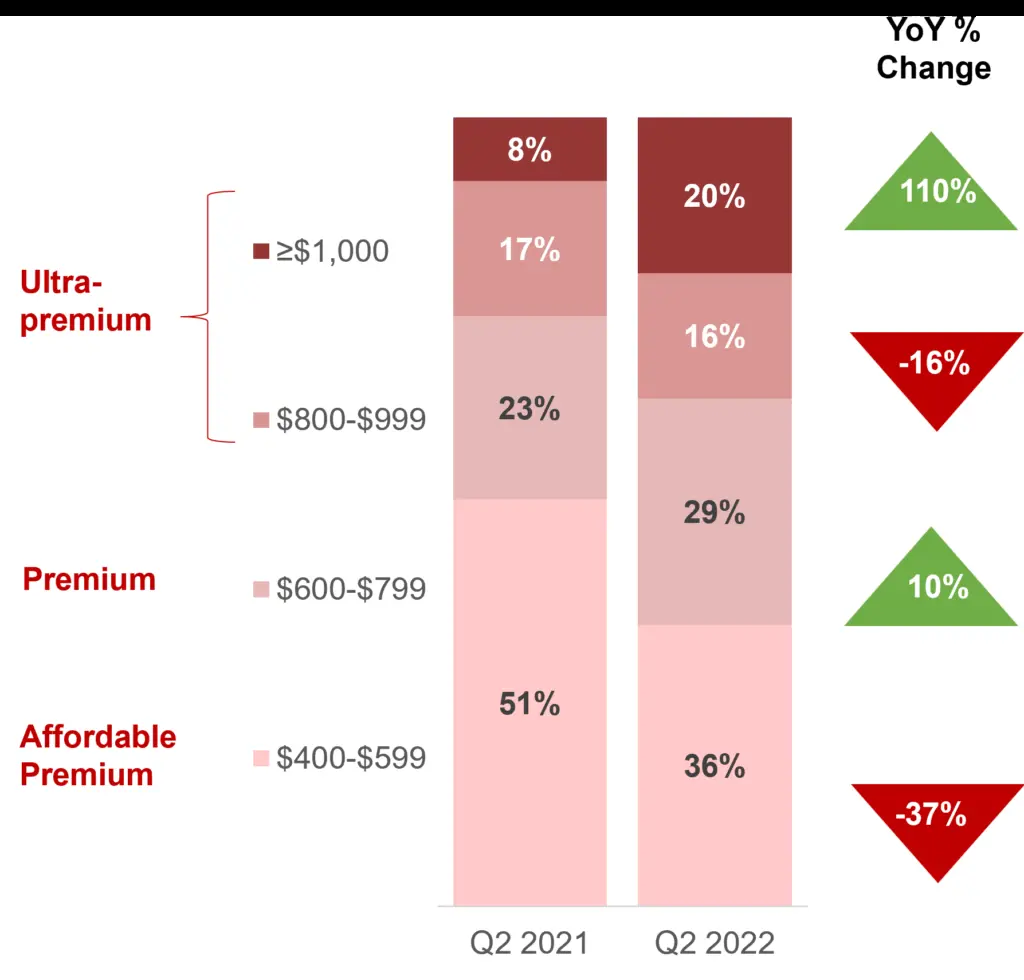 YoY %
Change
8%
20%
110%
17%
≥$1,000
Ultra-
premium
16%
-16%
23%
$800-$999
29%
Premium
$600-$799
10%
51%
Affordable
Premium
$400-$599
36%
-37%
Q2 2021
Q2 2022